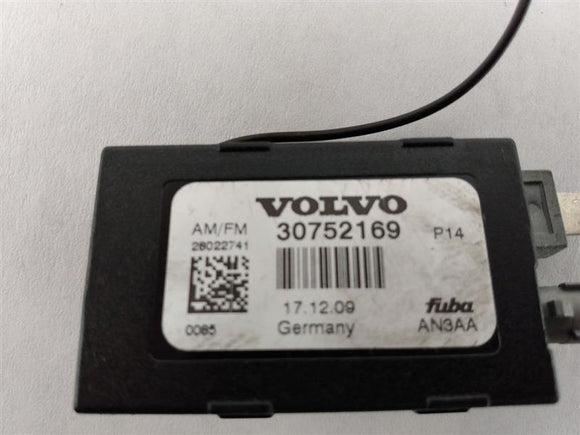 VOLVO
AM/FM 30752169 P14
28022741
17.12.09 fuba
0085 Germany AN3AA